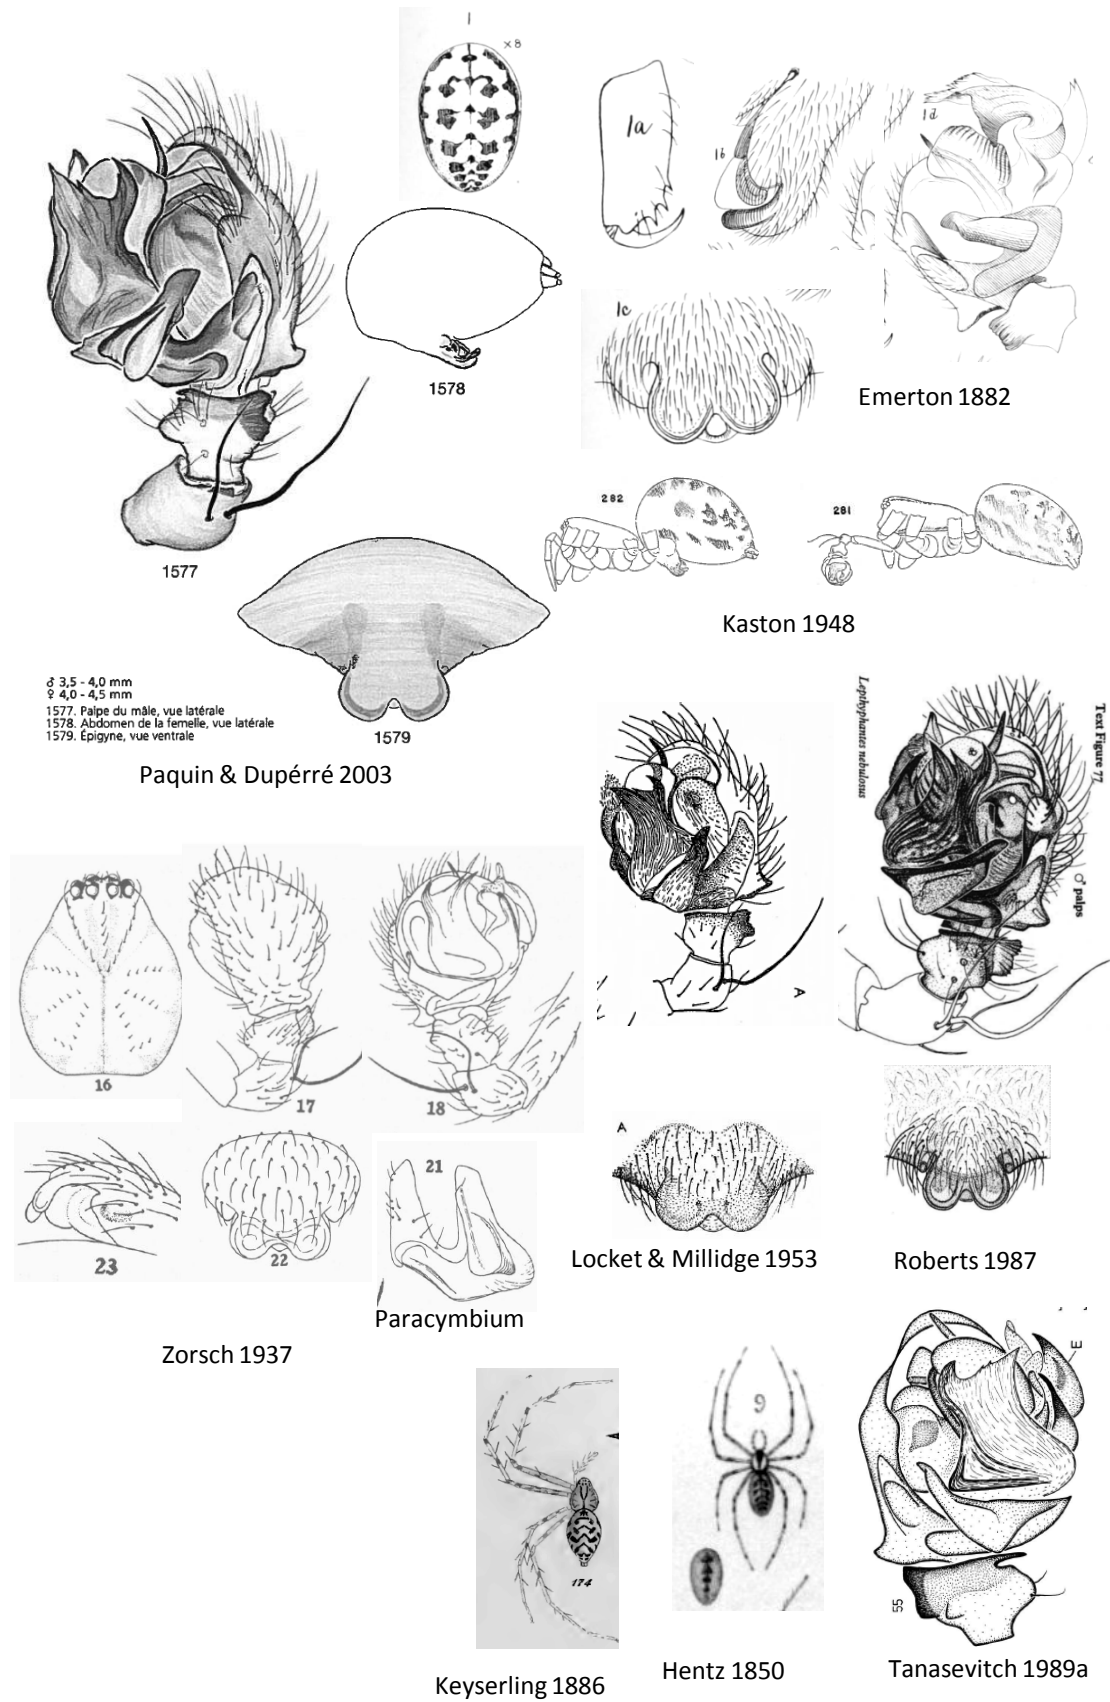 1
x8
1a
1b
1d
1c
Emerton 1882
1578
1577
282
281
Kaston 1948
♂ 3,5 - 4,0 mm
♀ 4,0 - 4,5 mm
1577. Palpe du mâle, vue latérale
1578. Abdomen de la femelle, vue latérale
1579. Épigyne, vue ventrale
1579
Paquin & Dupérré 2003
Text Figure 77
Lepthyphantes nebulosus
♂ palps
A
A
Locket & Millidge 1953
Roberts 1987
16
17
18
23
22
21
Paracymbium
Zorsch 1937
174
Keyserling 1886
9
Hentz 1850
E
55
Tanasevitch 1989a